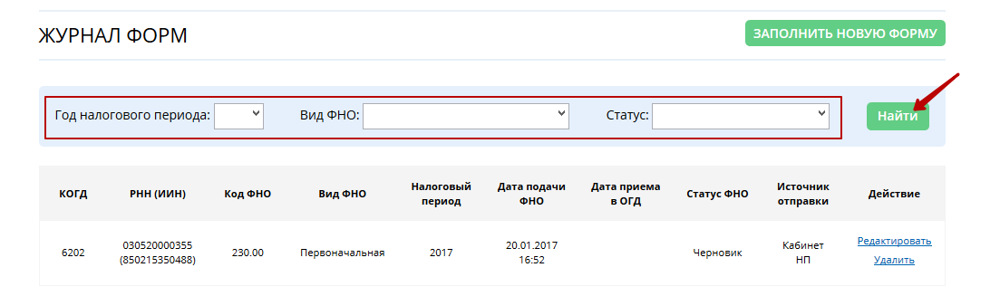 ЖУРНАЛ ФОРМ
ЗАПОЛНИТЬ НОВУЮ ФОРМУ
Год налогового периода: Вид ФНО: Статус: Найти
КОГД РНН (ИИН) Код ФНО Вид ФНО Налоговый период Дата подачи ФНО Дата приема в ОГД Статус ФНО Источник отправки Действие
6202 030520000355 (850215350488) 230.00 Первоначальная 2017 20.01.2017 16:52 Черновик Кабинет НП Редактировать Удалить